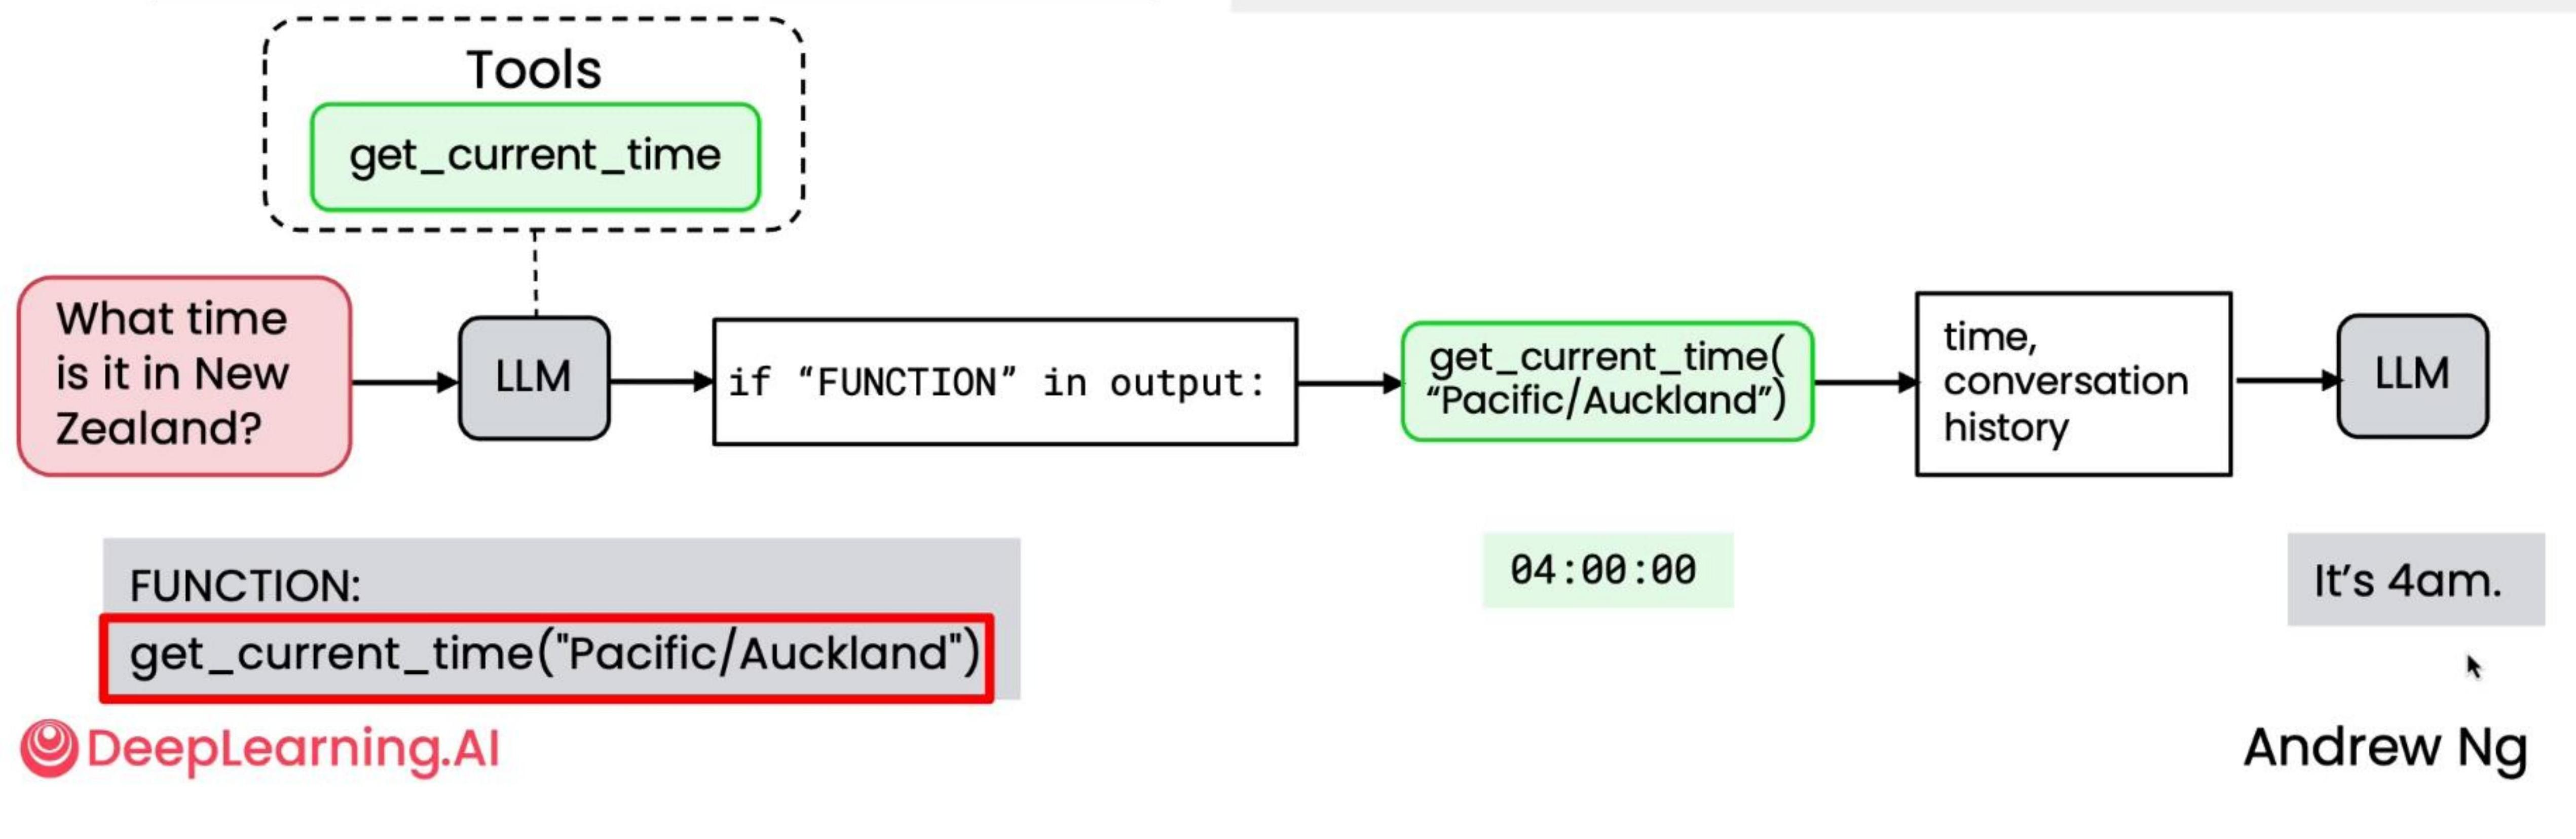 Tools
get_current_time
What time
is it in New
Zealand?
LLM
if “FUNCTION” in output:
get_current_time(
“Pacific/Auckland”)
time,
conversation
history
LLM
FUNCTION:
get_current_time("Pacific/Auckland")
04:00:00
It’s 4am.
DeepLearning.AI
Andrew Ng